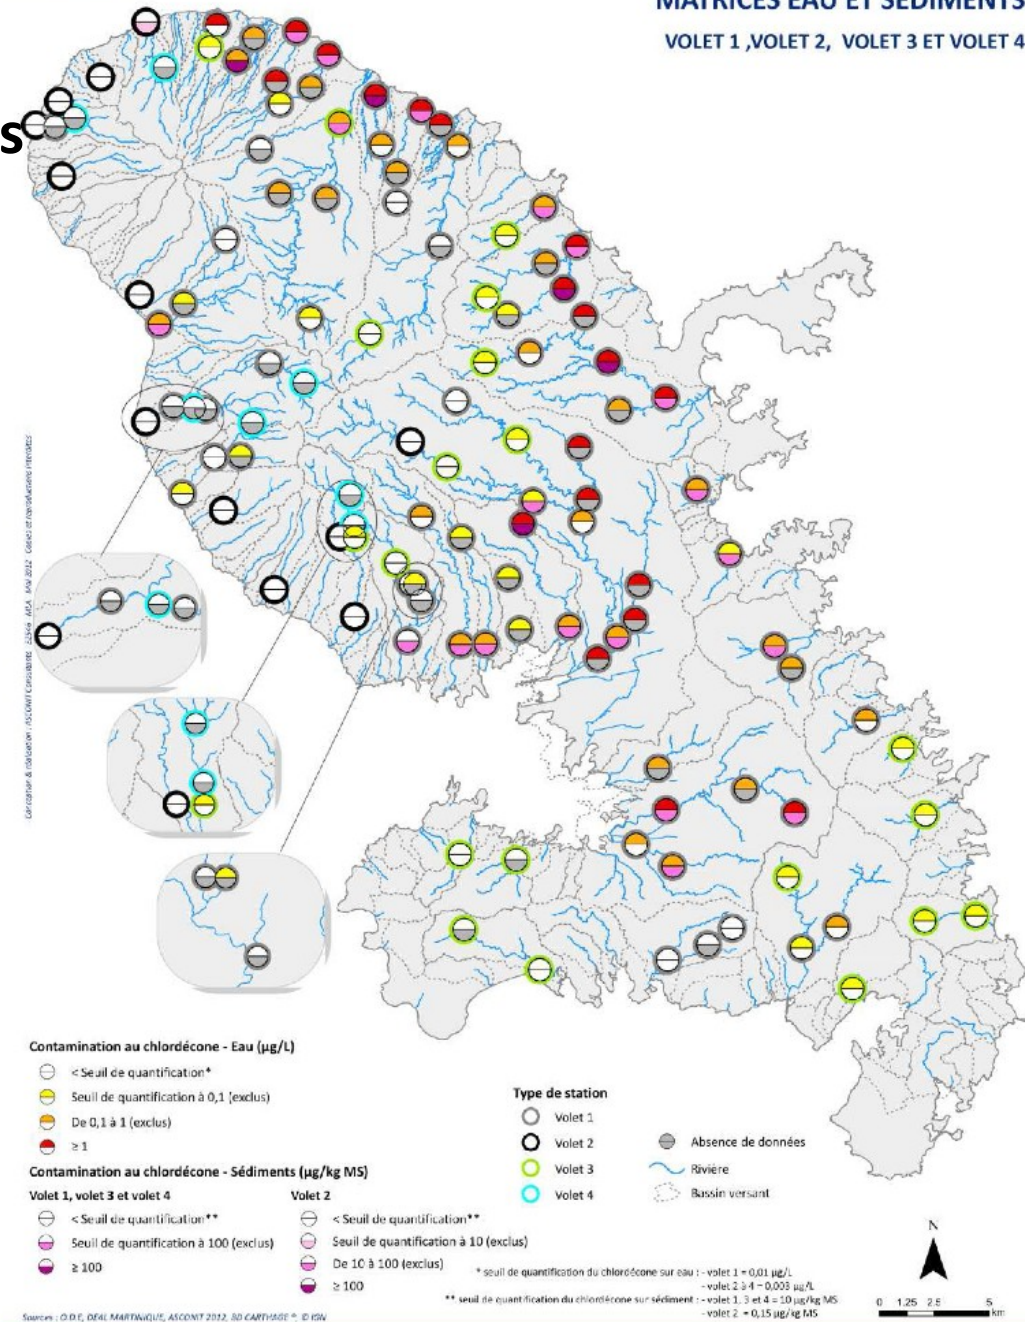 MATRICES EAU ET SEDIMENTS
VOLET 1 ,VOLET 2, VOLET 3 ET VOLET 4
s
Contamination au chlordécone - Eau (µg/L)
< Seuil de quantification*
Seuil de quantification à 0,1 (exclus)
De 0,1 à 1 (exclus)
≥ 1
Contamination au chlordécone - Sédiments (µg/kg MS)
Volet 1, volet 3 et volet 4
< Seuil de quantification**
Seuil de quantification à 100 (exclus)
≥ 100
Volet 2
< Seuil de quantification**
Seuil de quantification à 10 (exclus)
De 10 à 100 (exclus)
≥ 100
Type de station
Volet 1
Volet 2
Volet 3
Volet 4
Absence de données
Rivière
Bassin versant
* seuil de quantification du chlordécone sur eau : - volet 1 = 0,01 µg/L
- volet 2 à 4 = 0,003 µg/L
** seuil de quantification du chlordécone sur sédiment : - volet 1, 3 et 4 = 10 µg/kg MS
- volet 2 = 0,15 µg/kg MS
N
0 1,25 2,5 5
km
Sources : O.D.E, DEAL MARTINIQUE, ASCONIT 2012, BD CARTHAGE ®, © IGN